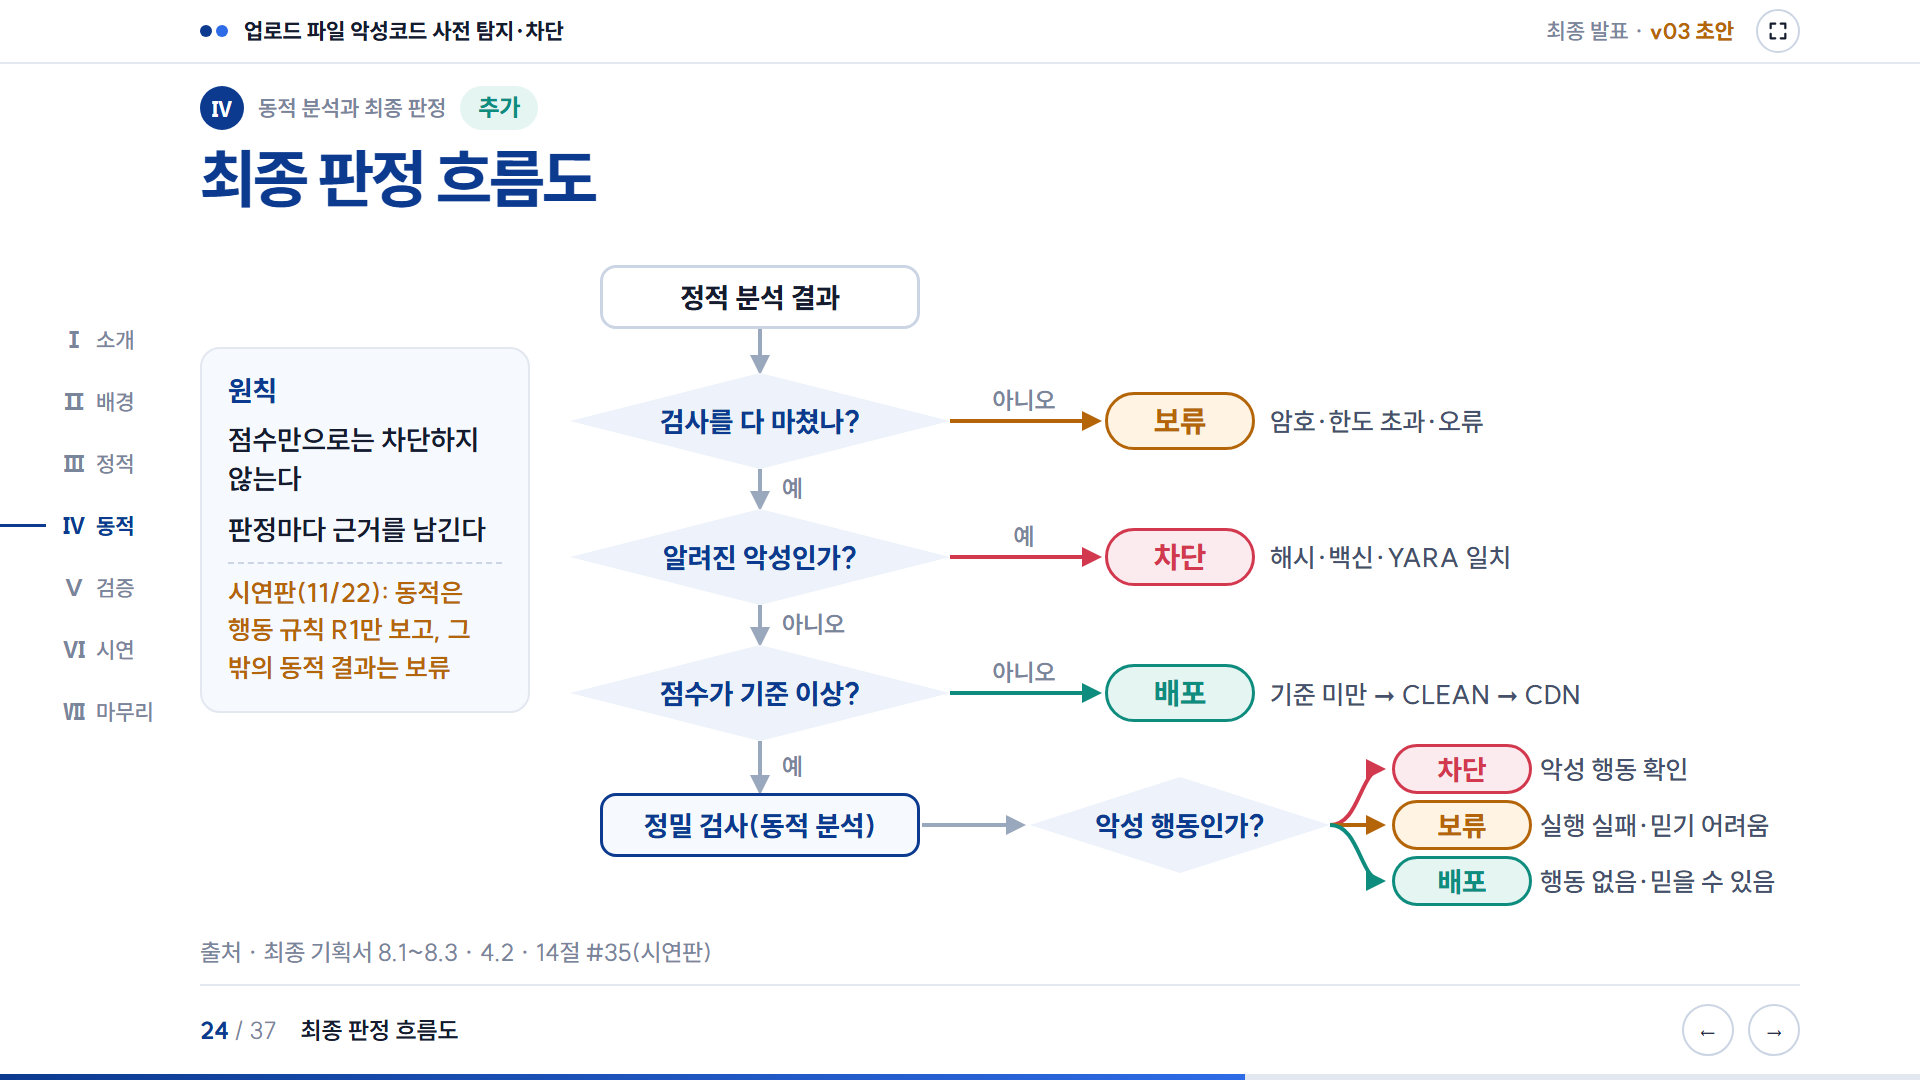 업로드 파일 악성코드 사전 탐지·차단
최종 발표 · v03 초안
Ⅳ 동적 분석과 최종 판정 추가
최종 판정 흐름도
Ⅰ 소개
Ⅱ 배경
Ⅲ 정적
Ⅳ 동적
Ⅴ 검증
Ⅵ 시연
Ⅶ 마무리
원칙
점수만으로는 차단하지
않는다
판정마다 근거를 남긴다
시연판(11/22): 동적은
행동 규칙 R1만 보고, 그
밖의 동적 결과는 보류
정적 분석 결과
검사를 다 마쳤나?
아니오
보류
암호·한도 초과·오류
예
알려진 악성인가?
예
차단
해시·백신·YARA 일치
아니오
점수가 기준 이상?
아니오
배포
기준 미만 → CLEAN → CDN
예
정밀 검사(동적 분석)
악성 행동인가?
차단
악성 행동 확인
보류
실행 실패·믿기 어려움
배포
행동 없음·믿을 수 있음
출처 · 최종 기획서 8.1~8.3 · 4.2 · 14절 #35(시연판)
24 / 37 최종 판정 흐름도
← →